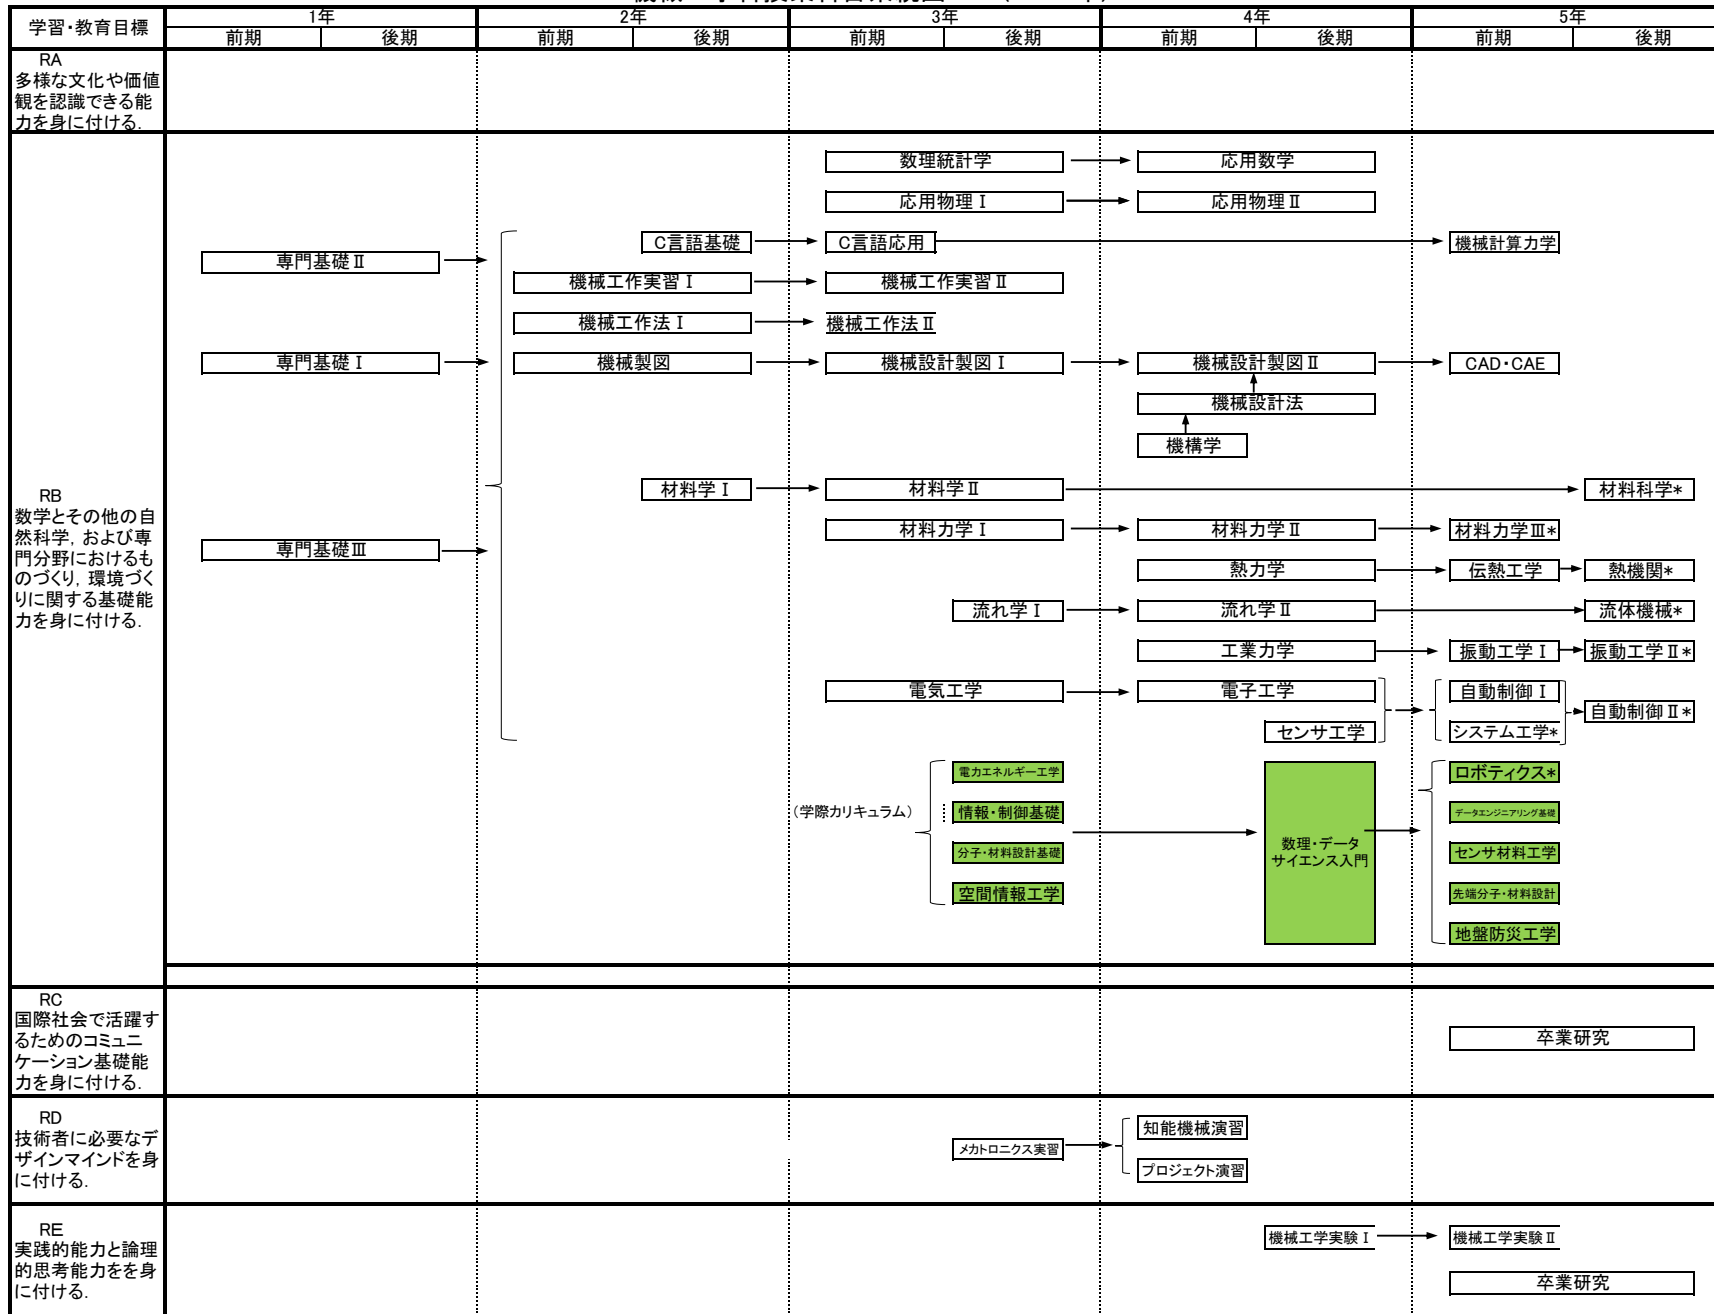 学習・教育目標
1年
2年
3年
4年
5年
前期
後期
前期
後期
前期
後期
前期
後期
前期
後期
RA
多様な文化や価値
観を認識できる能
力を身に付ける.
RB
数学とその他の自
然科学, および専
門分野におけるも
のづくり, 環境づく
りに関する基礎能
力を身に付ける.
数理統計学
応用数学
応用物理Ⅰ
応用物理Ⅱ
C言語基礎
C言語応用
機械計算力学
専門基礎Ⅱ
機械工作実習Ⅰ
機械工作実習Ⅱ
機械工作法Ⅰ
機械工作法Ⅱ
専門基礎Ⅰ
機械製図
機械設計製図Ⅰ
機械設計製図Ⅱ
CAD・CAE
機械設計法
機構学
材料学Ⅰ
材料学Ⅱ
材料科学*
材料力学Ⅰ
材料力学Ⅱ
材料力学Ⅲ*
専門基礎Ⅲ
熱力学
伝熱工学
熱機関*
流れ学Ⅰ
流れ学Ⅱ
流体機械*
工業力学
振動工学Ⅰ
振動工学Ⅱ*
電気工学
電子工学
自動制御Ⅰ
自動制御Ⅱ*
センサ工学
システム工学*
電力エネルギー工学
ロボティクス*
(学際カリキュラム)
情報・制御基礎
データエンジニアリング基礎
数理・データ
サイエンス入門
分子・材料設計基礎
センサ材料工学
空間情報工学
先端分子・材料設計
地盤防災工学
RC
国際社会で活躍す
るためのコミュニ
ケーション基礎能
力を身に付ける.
卒業研究
RD
技術者に必要なデ
ザインマインドを身
に付ける.
メカトロニクス実習
知能機械演習
プロジェクト演習
RE
実践的能力と論理
的思考能力をを身
に付ける.
機械工学実験Ⅰ
機械工学実験Ⅱ
卒業研究